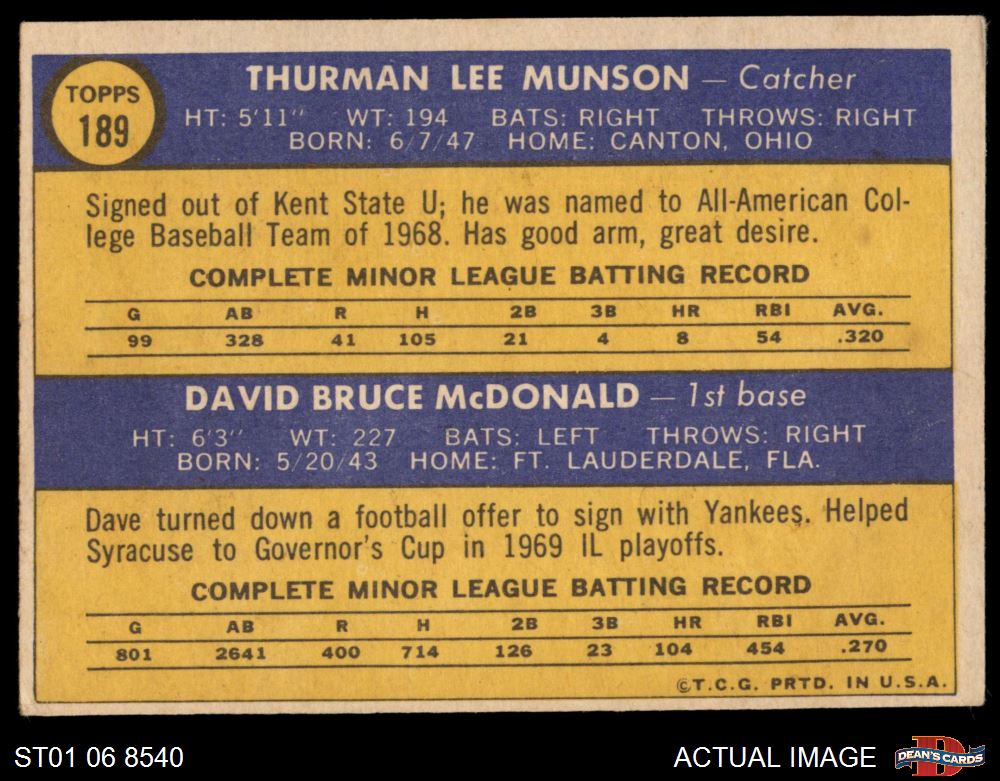 TOPPS
189
THURMAN LEE MUNSON — Catcher
HT: 5'11" WT: 194 BATS: RIGHT THROWS: RIGHT
BORN: 6/7/47 HOME: CANTON, OHIO
Signed out of Kent State U; he was named to All-American Col-
lege Baseball Team of 1968. Has good arm, great desire.
COMPLETE MINOR LEAGUE BATTING RECORD
G AB R H 2B 3B HR RBI AVG.
99 328 41 105 21 4 8 54 .320
DAVID BRUCE McDONALD — 1st base
HT: 6'3" WT: 227 BATS: LEFT THROWS: RIGHT
BORN: 5/20/43 HOME: FT. LAUDERDALE, FLA.
Dave turned down a football offer to sign with Yankees. Helped
Syracuse to Governor's Cup in 1969 IL playoffs.
COMPLETE MINOR LEAGUE BATTING RECORD
G AB R H 2B 3B HR RBI AVG.
801 2641 400 714 126 23 104 454 .270
©T.C.G. PRTD. IN U.S.A.
ST01 06 8540 ACTUAL IMAGE D DEAN'S CARDS